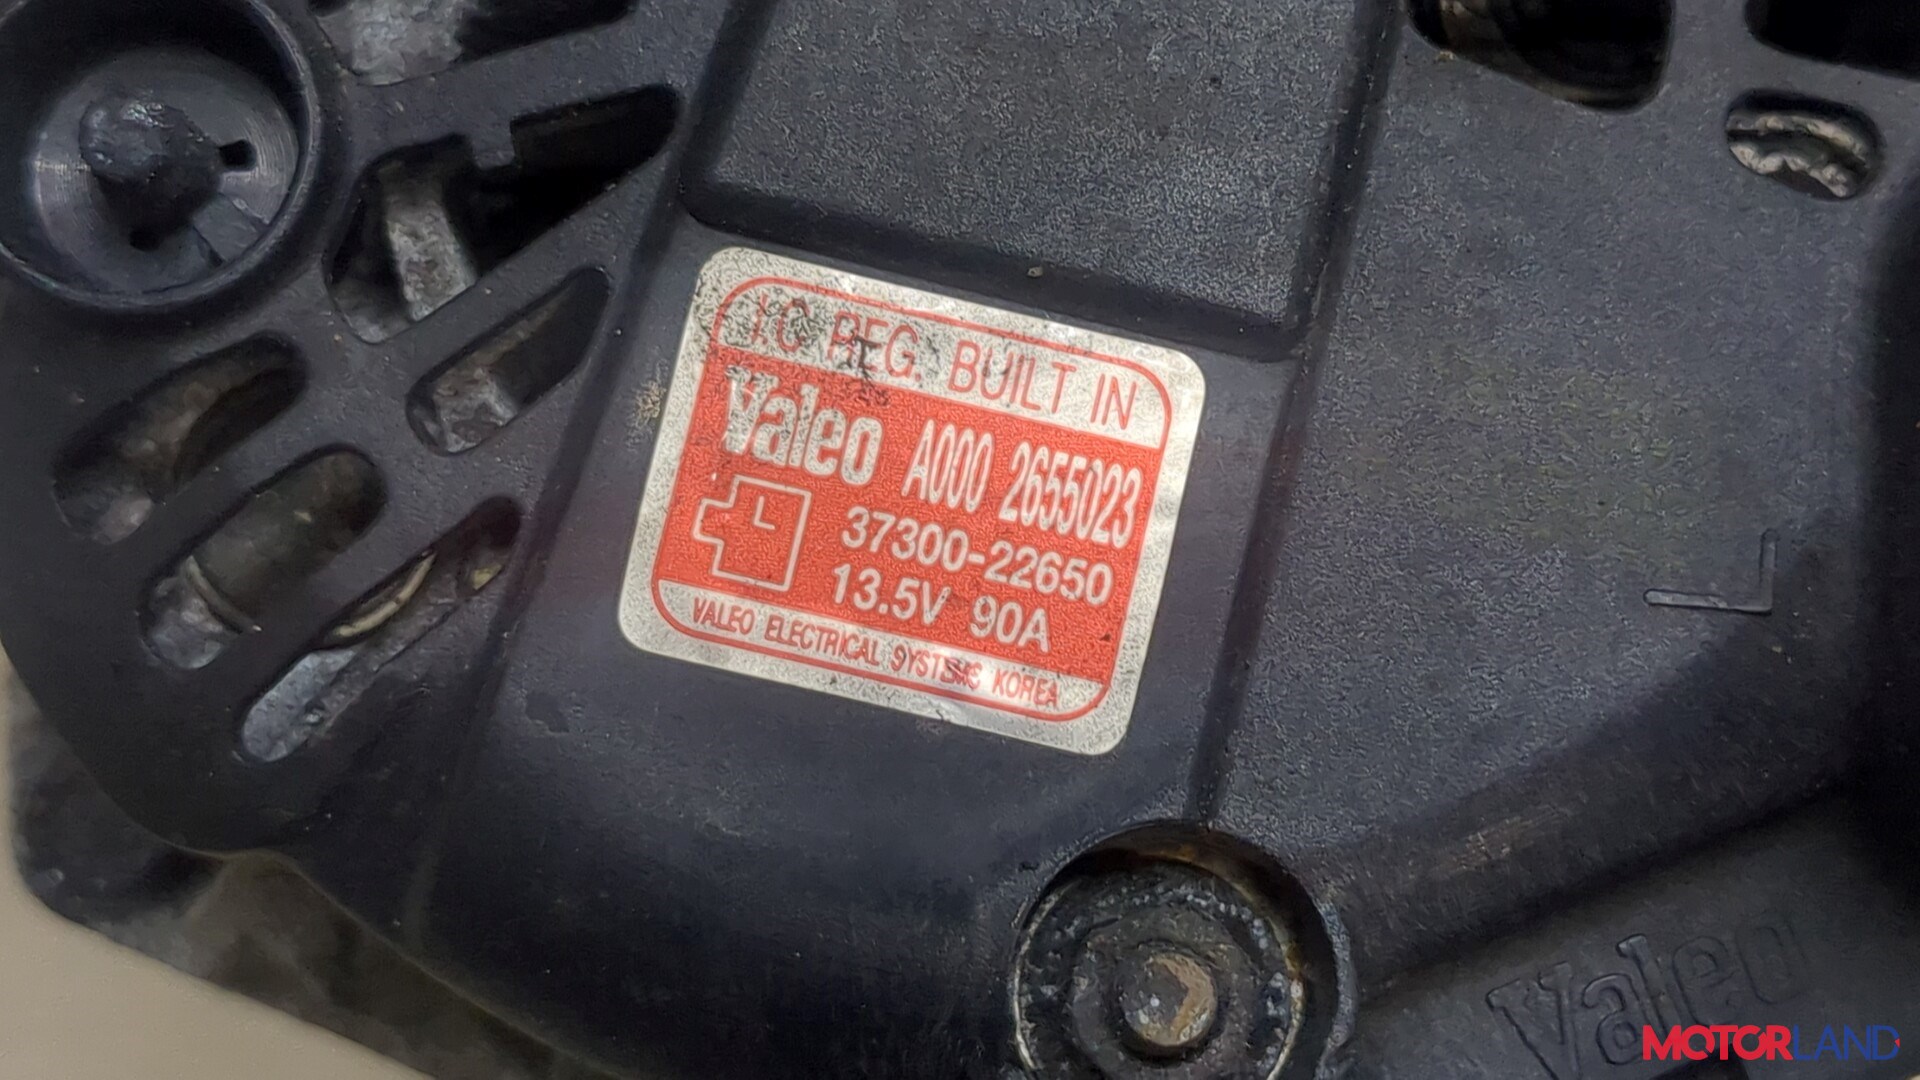 I.C REG. BUILT IN
Valeo A000 2655023
37300-22650
13.5V 90A
L
VALEO ELECTRICAL SYSTEMS KOREA
Valeo
MOTORLAND